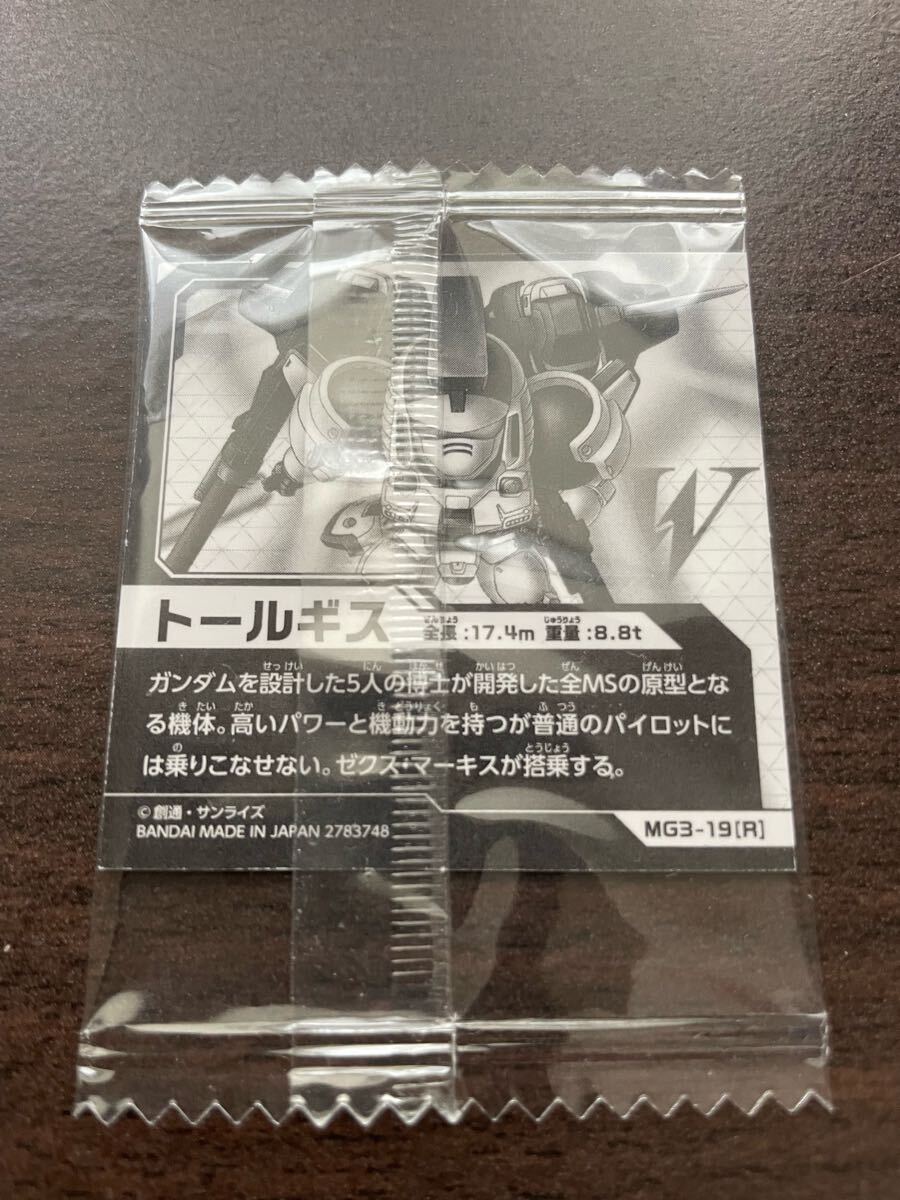 W
トールギス
ぜんちょう じゅうりょう
全長:17.4m 重量:8.8t
せっけい にん はかせ かいはつ ぜん げんけい
ガンダムを設計した5人の博士が開発した全MSの原型とな
きたい たか きどうりょく も ふつう
る機体。高いパワーと機動力を持つが普通のパイロットに
の とうじょう
は乗りこなせない。ゼクス・マーキスが搭乗する。
©創通・サンライズ
BANDAI MADE IN JAPAN 2783748
MG3-19[R]